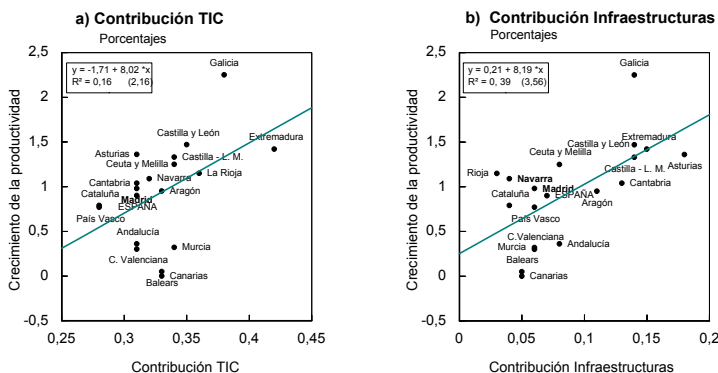 a) Contribución TIC
Porcentajes
Crecimiento de la productividad
2,5
2
1,5
1
0,5
0
-0,5
y = -1,71 + 8,02 *x
R² = 0,16 (2,16)
Galicia
Castilla y León
Extremadura
Asturias
Castilla - L. M.
Ceuta y Melilla
La Rioja
Cantabria
Navarra
Aragón
Cataluña
Madrid
ESPAÑA
País Vasco
Andalucía
Murcia
C. Valenciana
Canarias
Balears
0,25
0,3
0,35
0,4
0,45
Contribución TIC
b) Contribución Infraestructuras
Porcentajes
Crecimiento de la productividad
2,5
2
1,5
1
0,5
0
-0,5
y = 0,21 + 8,19 *x
R² = 0, 39 (3,56)
Galicia
Extremadura
Castilla y León
Ceuta y Melilla
Castilla - L. M.
Asturias
Rioja
Navarra
Cantabria
Madrid
Cataluña
ESPAÑA
Aragón
País Vasco
C.Valenciana
Murcia
Andalucía
Balears
Canarias
0
0,05
0,1
0,15
0,2
Contribución Infraestructuras